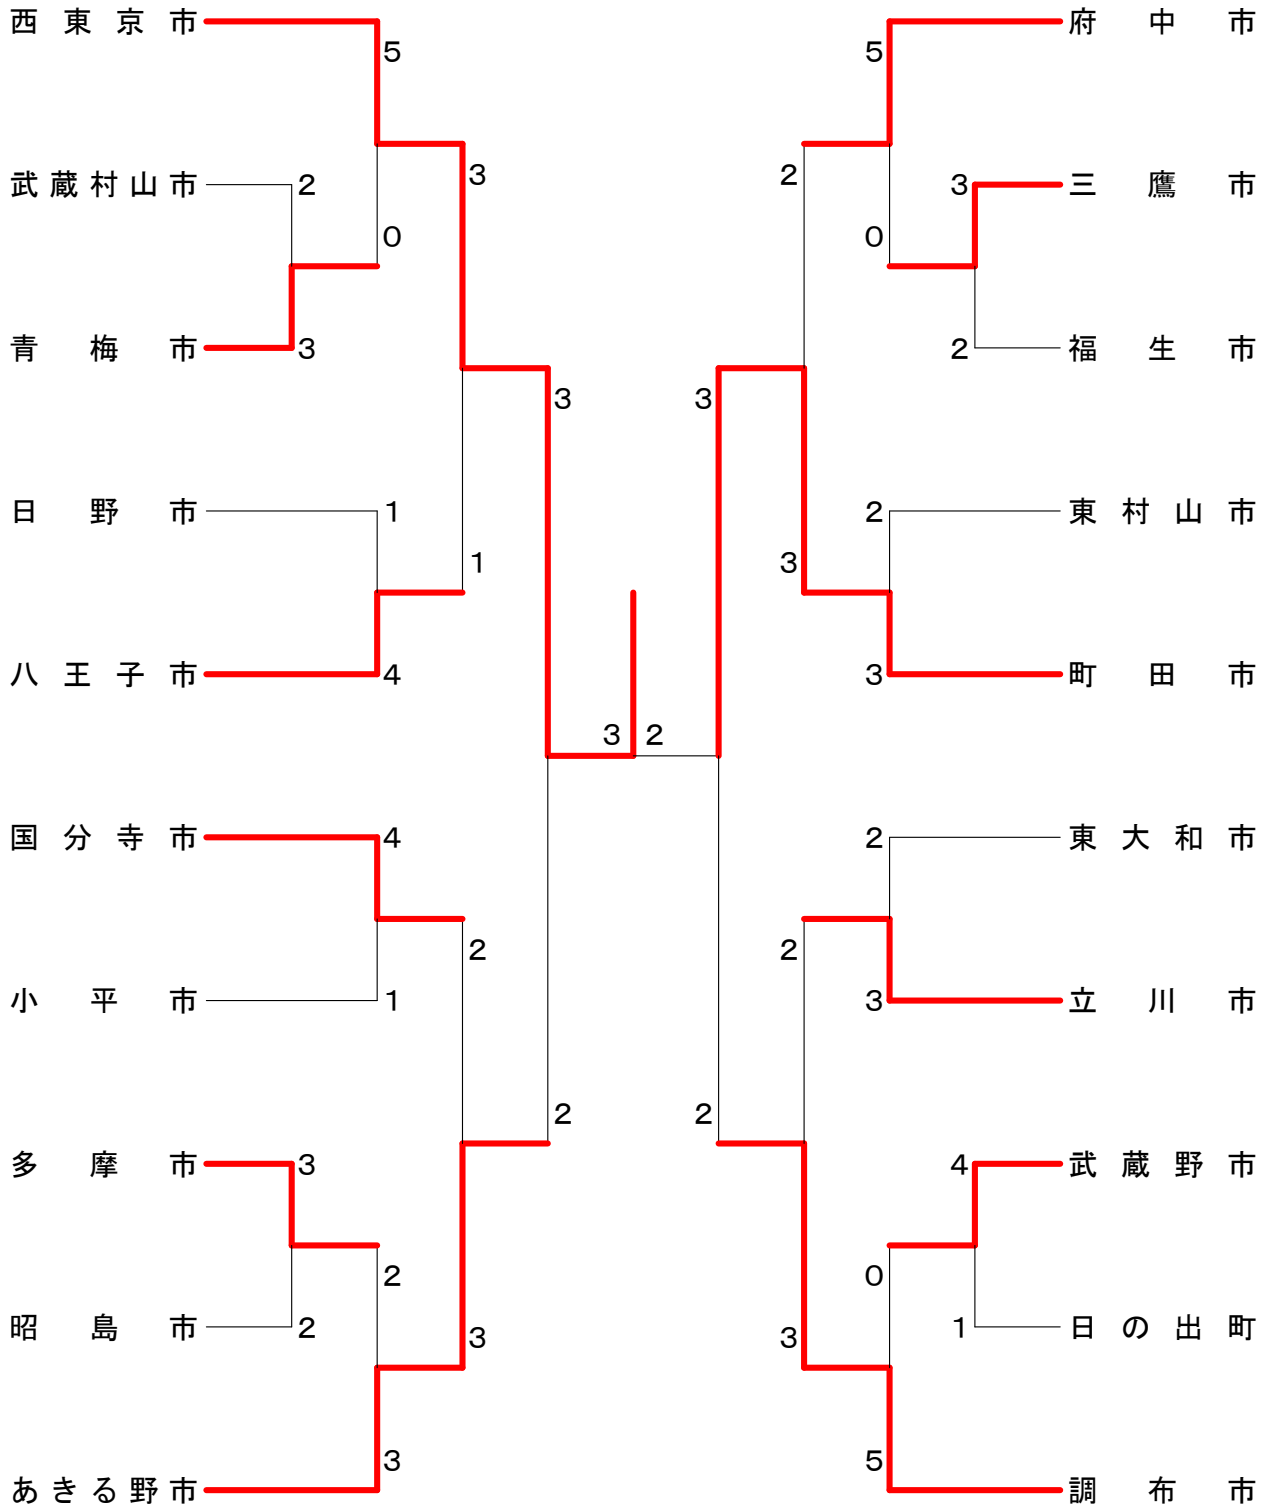 西東京市 府中市
5 5
武蔵村山市 2 3 2 3 三鷹市
0 0
青梅市 3 2 福生市
3 3
日野市 1 2 東村山市
1 3
八王子市 4 3 町田市
3 2
国分寺市 4 2 東大和市
2 2
小平市 1 3 立川市
2 2
多摩市 3 4 武蔵野市
2 0
昭島市 2 3 3 1 日の出町
3 5
あきる野市 調布市